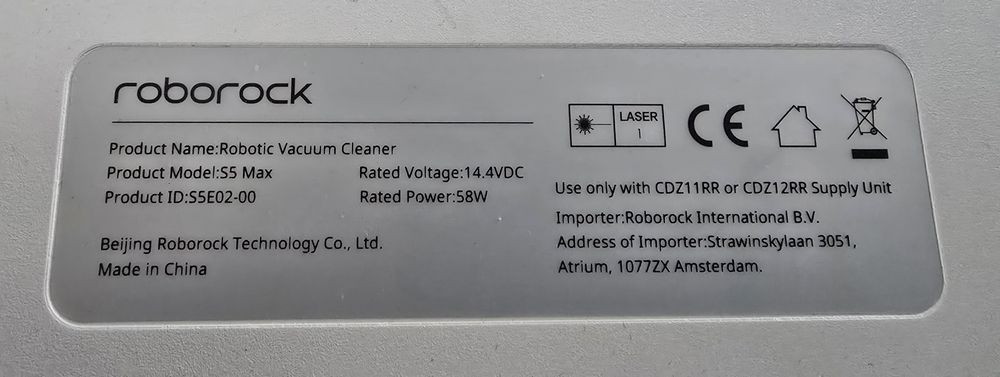 roborock
Product Name:Robotic Vacuum Cleaner
Product Model:S5 Max Rated Voltage:14.4VDC
Product ID:S5E02-00 Rated Power:58W
Beijing Roborock Technology Co., Ltd.
Made in China
LASER
1
CE
Use only with CDZ11RR or CDZ12RR Supply Unit
Importer:Roborock International B.V.
Address of Importer:Strawinskylaan 3051,
Atrium, 1077ZX Amsterdam.